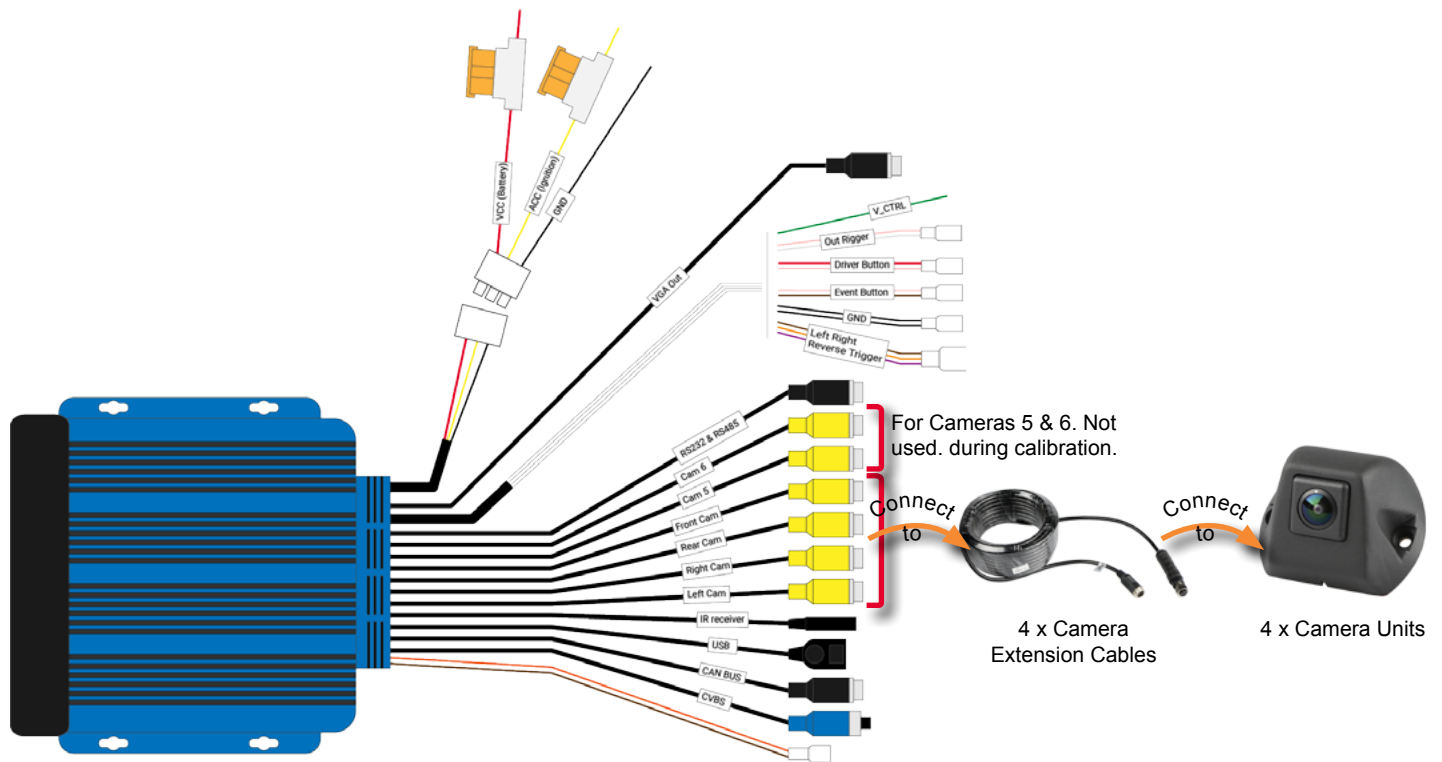 VCC (Battery)
ACC (Ignition)
GND
VGA Out
V_CTRL
Out Rigger
Driver Button
Event Button
GND
Left Right
Reverse Trigger
RS232 & RS485
Cam 6
Cam 5
Front Cam
Rear Cam
Right Cam
Left Cam
IR receiver
USB
CAN BUS
CVBS
For Cameras 5 & 6. Not
used. during calibration.
Connect
to
Connect
to
4 x Camera
Extension Cables
4 x Camera Units